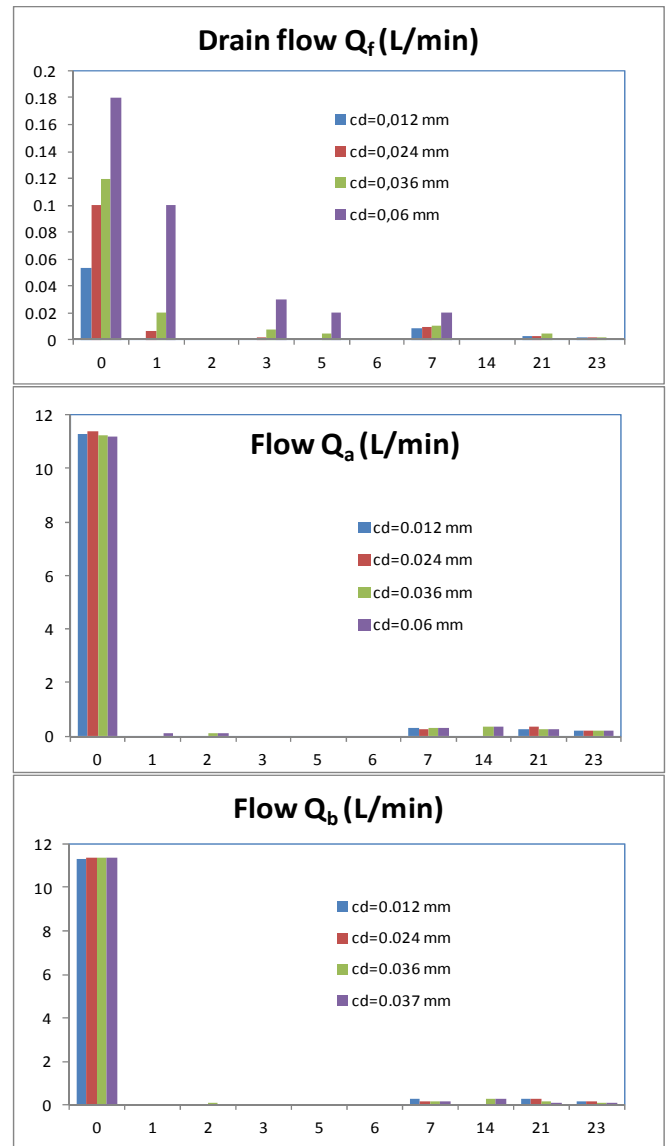 Drain flow Qf (L/min)
0.2
0.18
0.16
0.14
0.12
0.1
0.08
0.06
0.04
0.02
0
cd=0,012 mm
cd=0,024 mm
cd=0,036 mm
cd=0,06 mm
0 1 2 3 5 6 7 14 21 23
Flow Qa (L/min)
12
10
8
6
4
2
0
cd=0.012 mm
cd=0.024 mm
cd=0.036 mm
cd=0.06 mm
0 1 2 3 5 6 7 14 21 23
Flow Qb (L/min)
12
10
8
6
4
2
0
cd=0.012 mm
cd=0.024 mm
cd=0.036 mm
cd=0.037 mm
0 1 2 3 5 6 7 14 21 23